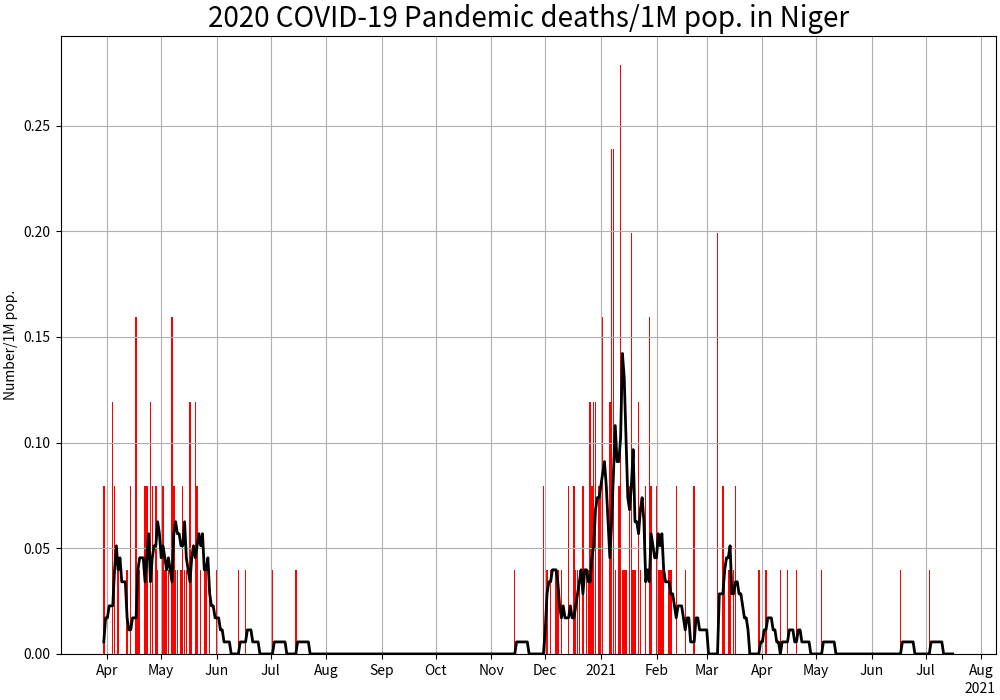 2020 COVID-19 Pandemic deaths/1M pop. in Niger
Number/1M pop.
0.25
0.20
0.15
0.10
0.05
0.00
Apr May Jun Jul Aug Sep Oct Nov Dec 2021 Feb Mar Apr May Jun Jul Aug
2021